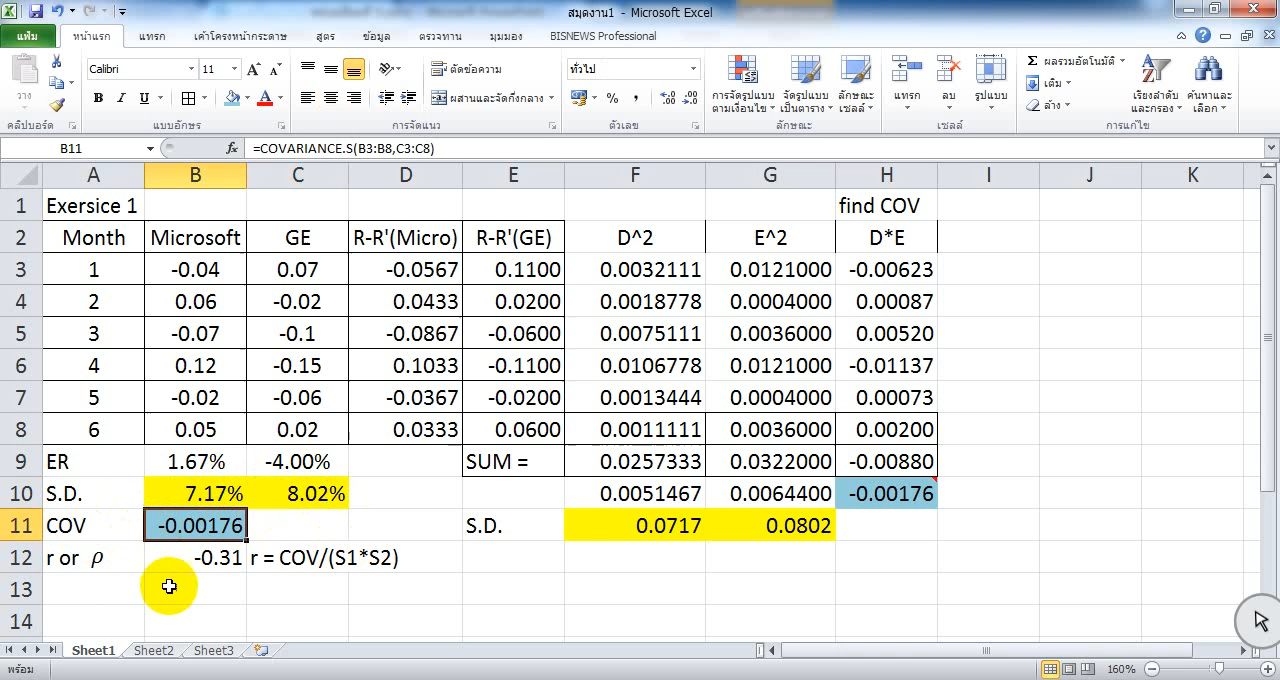 สมุดงาน1 - Microsoft Excel
แฟ้ม หน้าแรก แทรก เค้าโครงหน้ากระดาษ สูตร ข้อมูล ตรวจทาน มุมมอง BISNEWS Professional
Calibri 11 ตัดข้อความ ทั่วไป ผลรวมอัตโนมัติ
วาง B I U A ผสานและจัดกึ่งกลาง % , การจัดรูปแบบตามเงื่อนไข จัดรูปแบบเป็นตาราง ลักษณะเซลล์ แทรก ลบ รูปแบบ เติม ล้าง เรียงลำดับและกรอง ค้นหาและเลือก
คลิปบอร์ด แบบอักษร การจัดแนว ตัวเลข ลักษณะ เซลล์ การแก้ไข
B11 fx =COVARIANCE.S(B3:B8,C3:C8)
A B C D E F G H I J K
1 Exersice 1 find COV
2 Month Microsoft GE R-R'(Micro) R-R'(GE) D^2 E^2 D*E
3 1 -0.04 0.07 -0.0567 0.1100 0.0032111 0.0121000 -0.00623
4 2 0.06 -0.02 0.0433 0.0200 0.0018778 0.0004000 0.00087
5 3 -0.07 -0.1 -0.0867 -0.0600 0.0075111 0.0036000 0.00520
6 4 0.12 -0.15 0.1033 -0.1100 0.0106778 0.0121000 -0.01137
7 5 -0.02 -0.06 -0.0367 -0.0200 0.0013444 0.0004000 0.00073
8 6 0.05 0.02 0.0333 0.0600 0.0011111 0.0036000 0.00200
9 ER 1.67% -4.00% SUM = 0.0257333 0.0322000 -0.00880
10 S.D. 7.17% 8.02% 0.0051467 0.0064400 -0.00176
11 COV -0.00176 S.D. 0.0717 0.0802
12 r or ρ -0.31 r = COV/(S1*S2)
13
14
Sheet1 Sheet2 Sheet3
พร้อม 160%